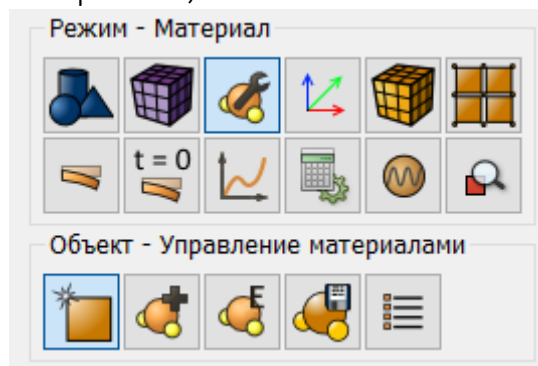 Режим - Материал
t = 0
Объект - Управление материалами
E